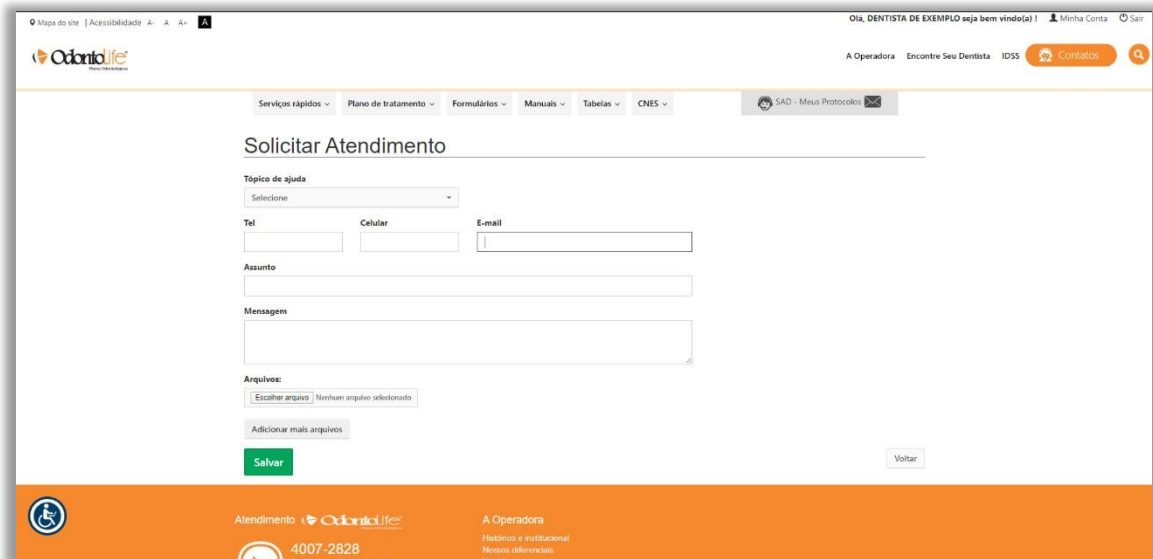 Mapa do site | Acessibilidade A- A A+ A
Olá, DENTISTA DE EXEMPLO seja bem vindo(a) ! Minha Conta Sair
OdontoLife
Planos Odontológicos
A Operadora Encontre Seu Dentista IDSS Contatos
Serviços rápidos Plano de tratamento Formulários Manuais Tabelas CNES SAD - Meus Protocolos
Solicitar Atendimento
Tópico de ajuda
Selecione
Tel Celular E-mail
Assunto
Mensagem
Arquivos:
Escolher arquivo Nenhum arquivo selecionado
Adicionar mais arquivos
Salvar
Voltar
Atendimento OdontoLife A Operadora
Histórico e institucional
4007-2828
Nossos diferenciais